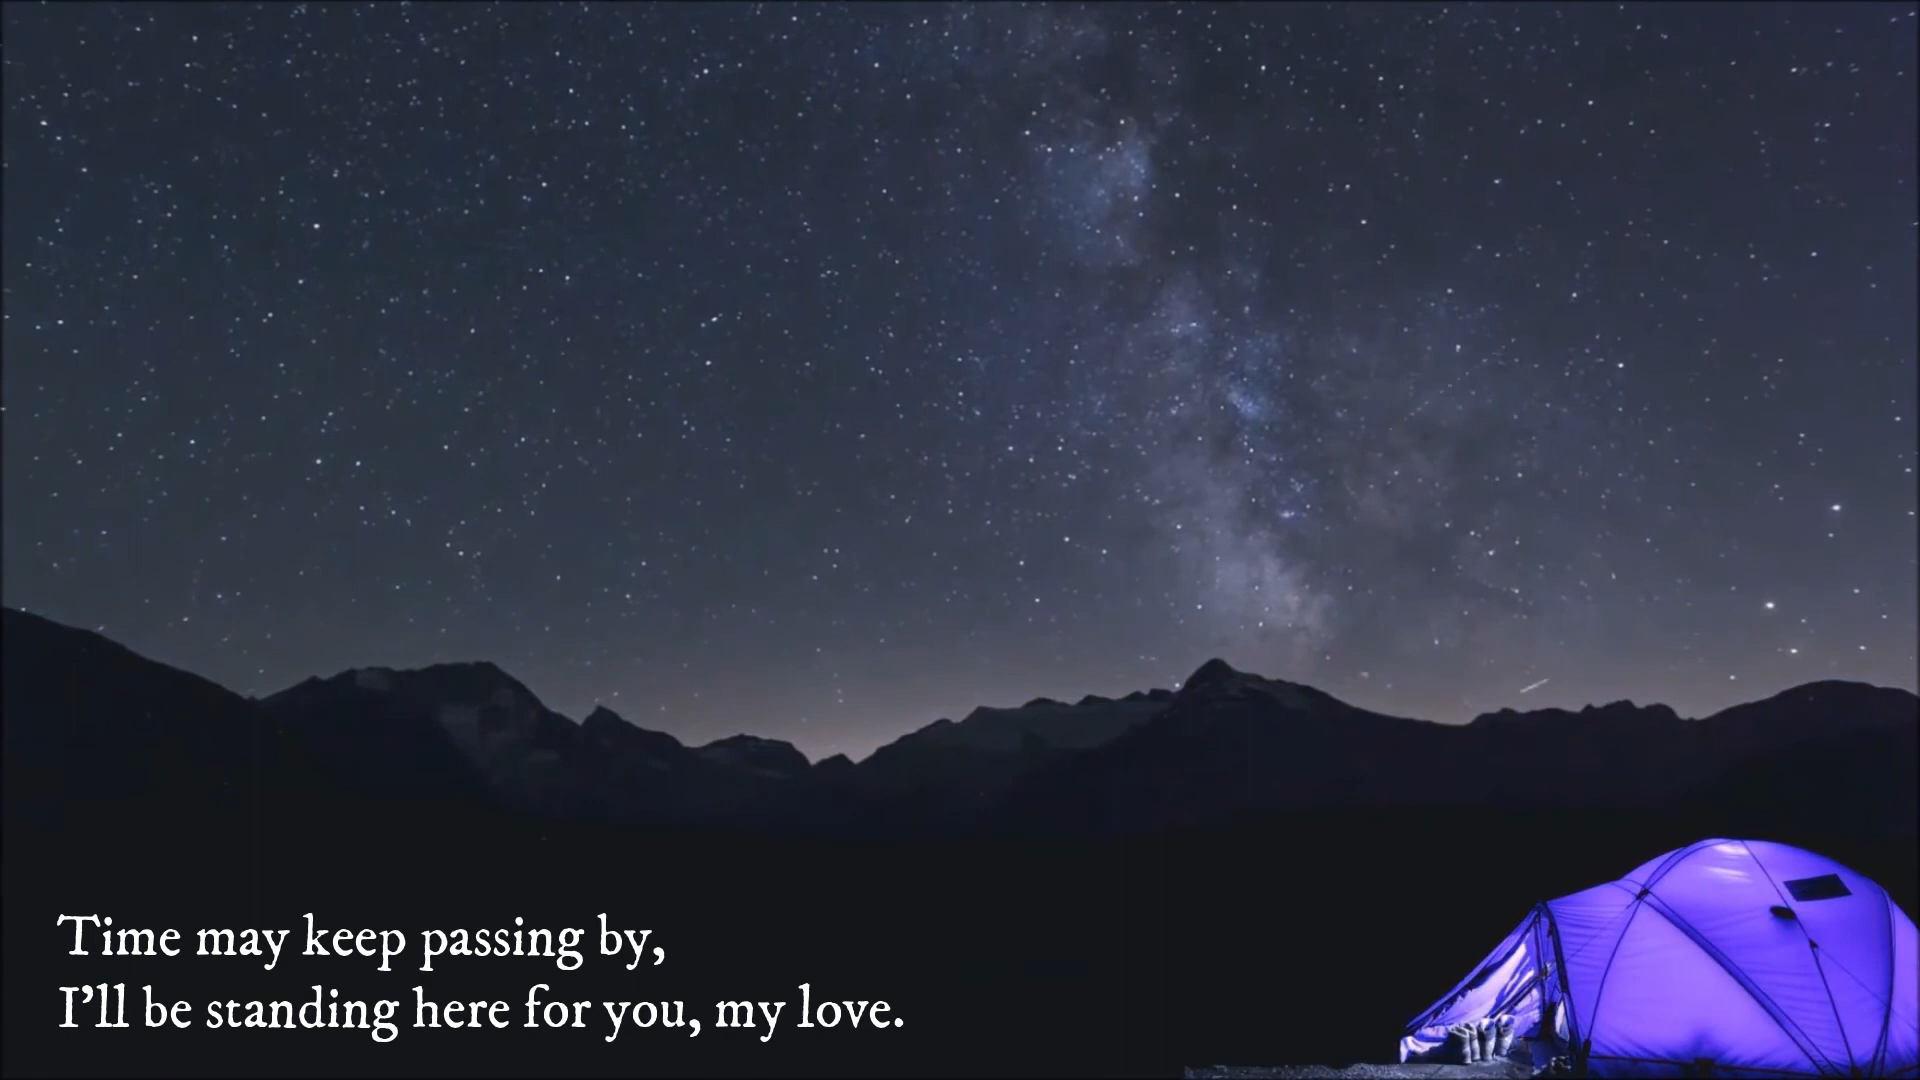 Time may keep passing by,
I’ll be standing here for you, my love.